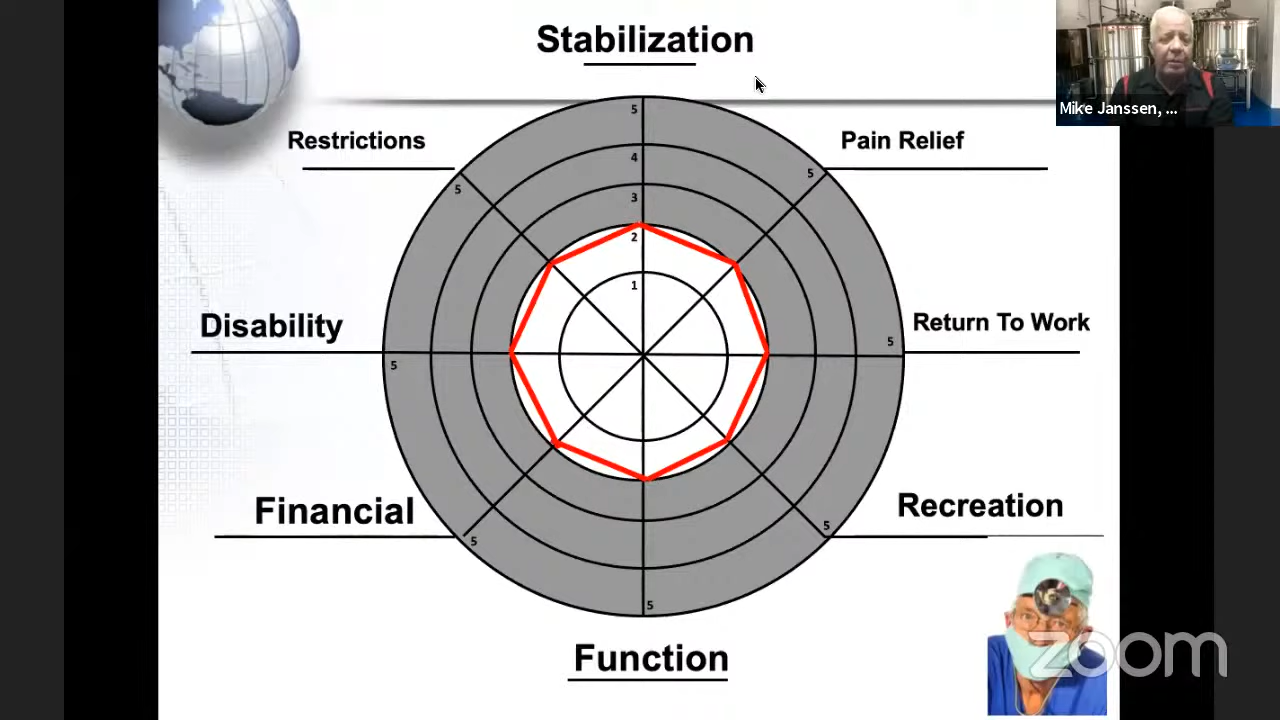 Stabilization
Restrictions
Pain Relief
Mike Janssen, ...
5
4
3
2
1
5
5
Disability
Return To Work
5
5
Financial
Recreation
5
5
5
Function
zoom